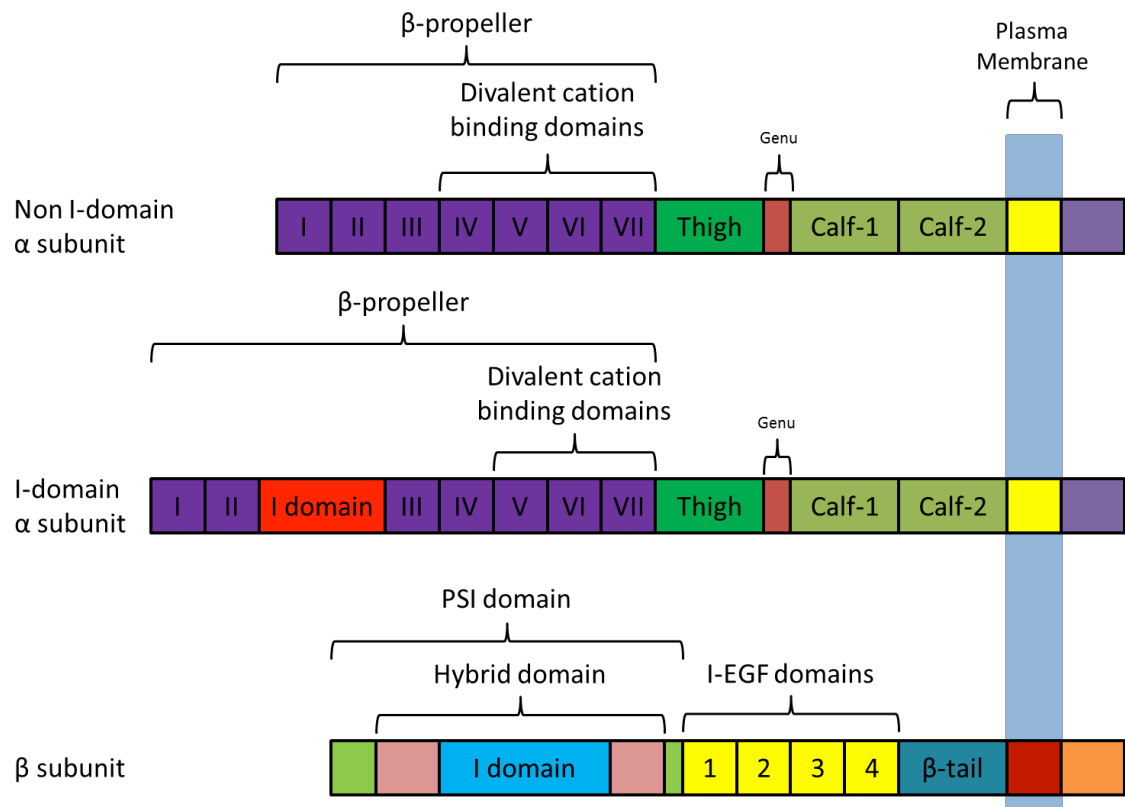 β-propeller
Plasma
Membrane
Divalent cation
binding domains
Genu
Non I-domain
α subunit
I II III IV V VI VII Thigh Calf-1 Calf-2
β-propeller
Divalent cation
binding domains
Genu
I-domain
α subunit
I II I domain III IV V VI VII Thigh Calf-1 Calf-2
PSI domain
Hybrid domain
I-EGF domains
β subunit
I domain 1 2 3 4 β-tail